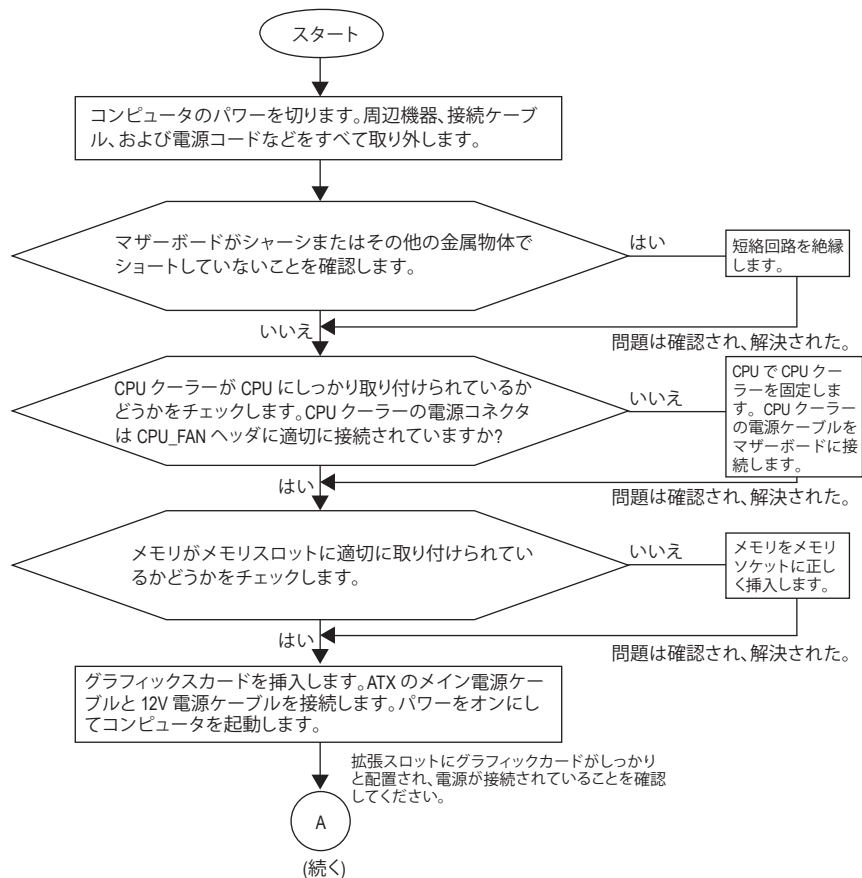 スタート
コンピュータのパワーを切ります。周辺機器、接続ケーブ
ル、および電源コードなどをすべて取り外します。
マザーボードがシャーシまたはその他の金属物体で
ショートしていないことを確認します。
はい
短絡回路を絶縁
します。
いいえ
問題は確認され、解決された。
CPU クーラーが CPU にしっかり取り付けられているか
どうかをチェックします。CPU クーラーの電源コネクタ
は CPU_FAN ヘッダに適切に接続されていますか?
いいえ
CPU で CPU クー
ラーを固定しま
す。 CPU クーラー
の電源ケーブルを
マザーボードに接
続します。
はい
問題は確認され、解決された。
メモリがメモリスロットに適切に取り付けられてい
るかどうかをチェックします。
いいえ
メモリをメモリ
ソケットに正し
く挿入します。
はい
問題は確認され、解決された。
グラフィックスカードを挿入します。ATX のメイン電源ケー
ブルと 12V 電源ケーブルを接続します。パワーをオンにし
てコンピュータを起動します。
拡張スロットにグラフィックカードがしっかり
と配置され、電源が接続されていることを確認
してください。
A
(続く)